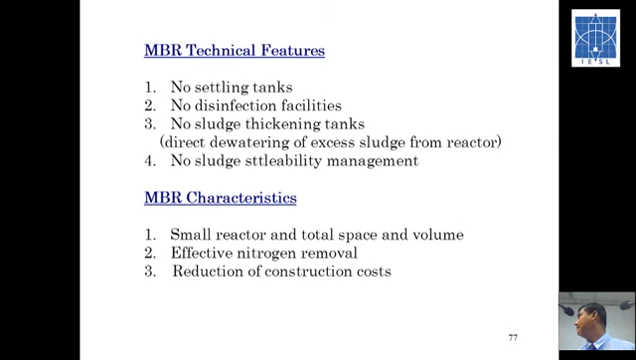 MBR Technical Features
1. No settling tanks
2. No disinfection facilities
3. No sludge thickening tanks
(direct dewatering of excess sludge from reactor)
4. No sludge sttleability management
MBR Characteristics
1. Small reactor and total space and volume
2. Effective nitrogen removal
3. Reduction of construction costs
77
I E S L